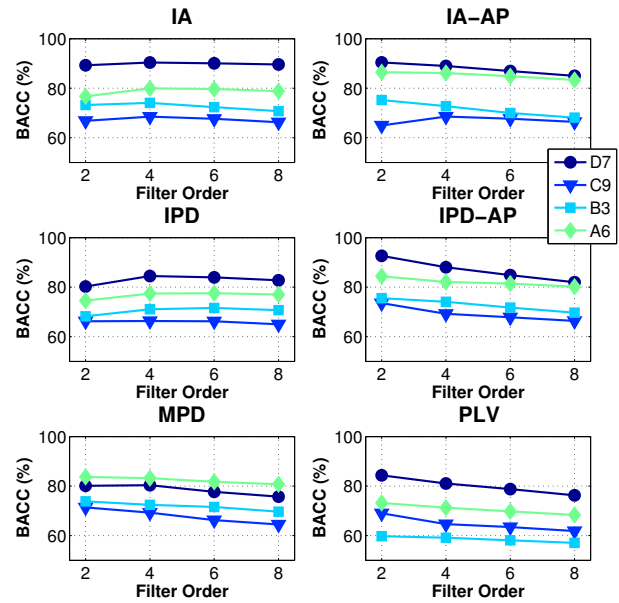 IA
IA−AP
100
80
60
BACC (%)
2 4 6 8
Filter Order
100
80
60
BACC (%)
2 4 6 8
Filter Order
D7
C9
B3
A6
IPD
IPD−AP
100
80
60
BACC (%)
2 4 6 8
Filter Order
100
80
60
BACC (%)
2 4 6 8
Filter Order
MPD
PLV
100
80
60
BACC (%)
2 4 6 8
Filter Order
100
80
60
BACC (%)
2 4 6 8
Filter Order